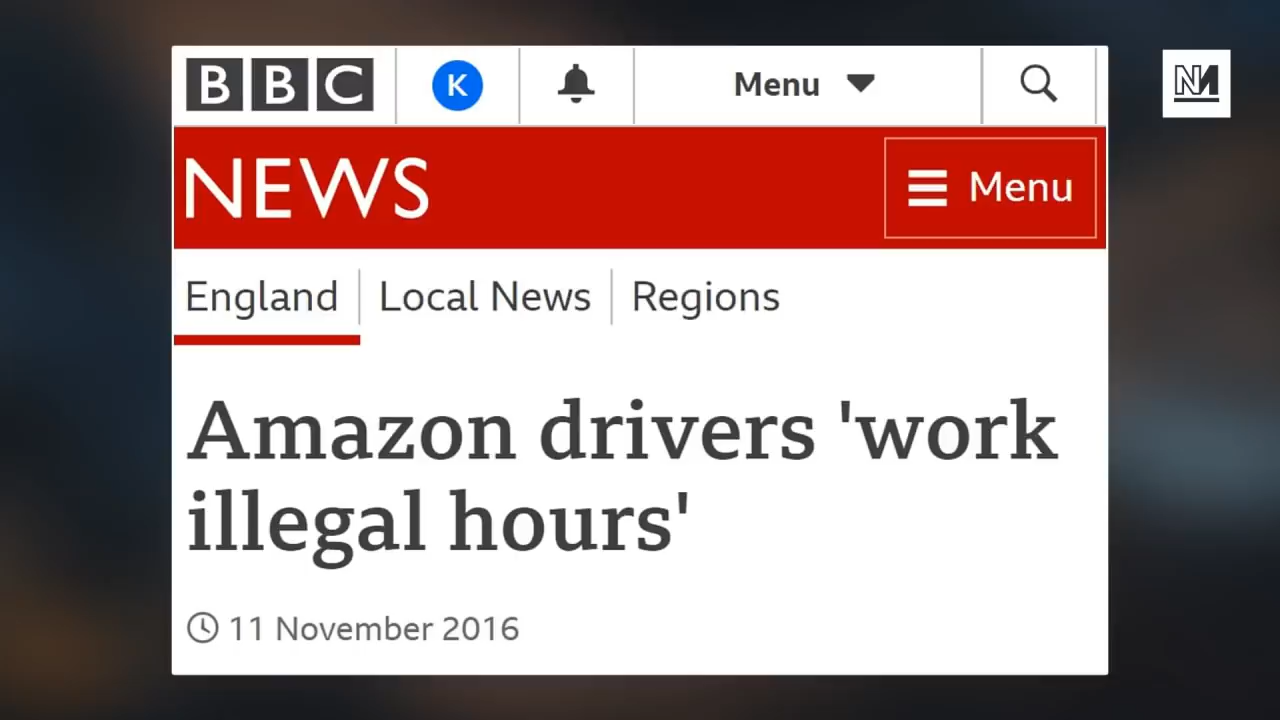 BBC K Menu
NM
NEWS Menu
England Local News Regions
Amazon drivers 'work
illegal hours'
11 November 2016